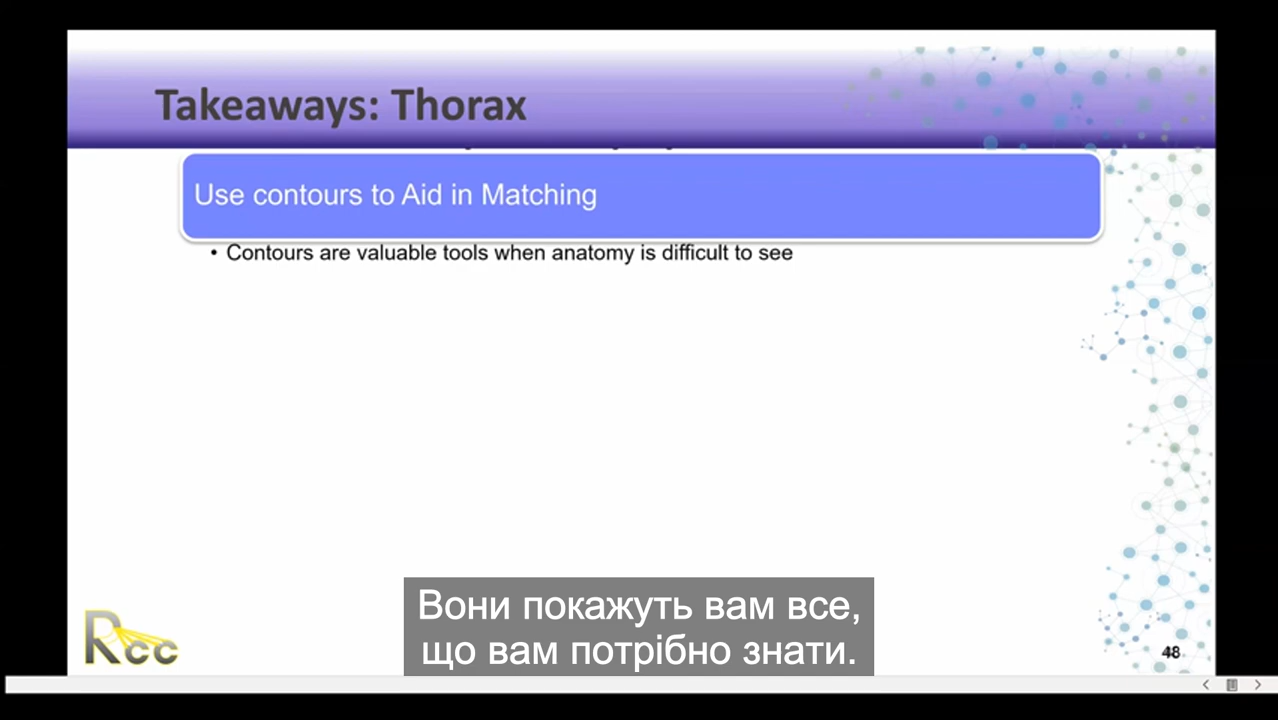 Takeaways: Thorax
Use contours to Aid in Matching
• Contours are valuable tools when anatomy is difficult to see
Вони покажуть вам все,
що вам потрібно знати.
Rcc
48